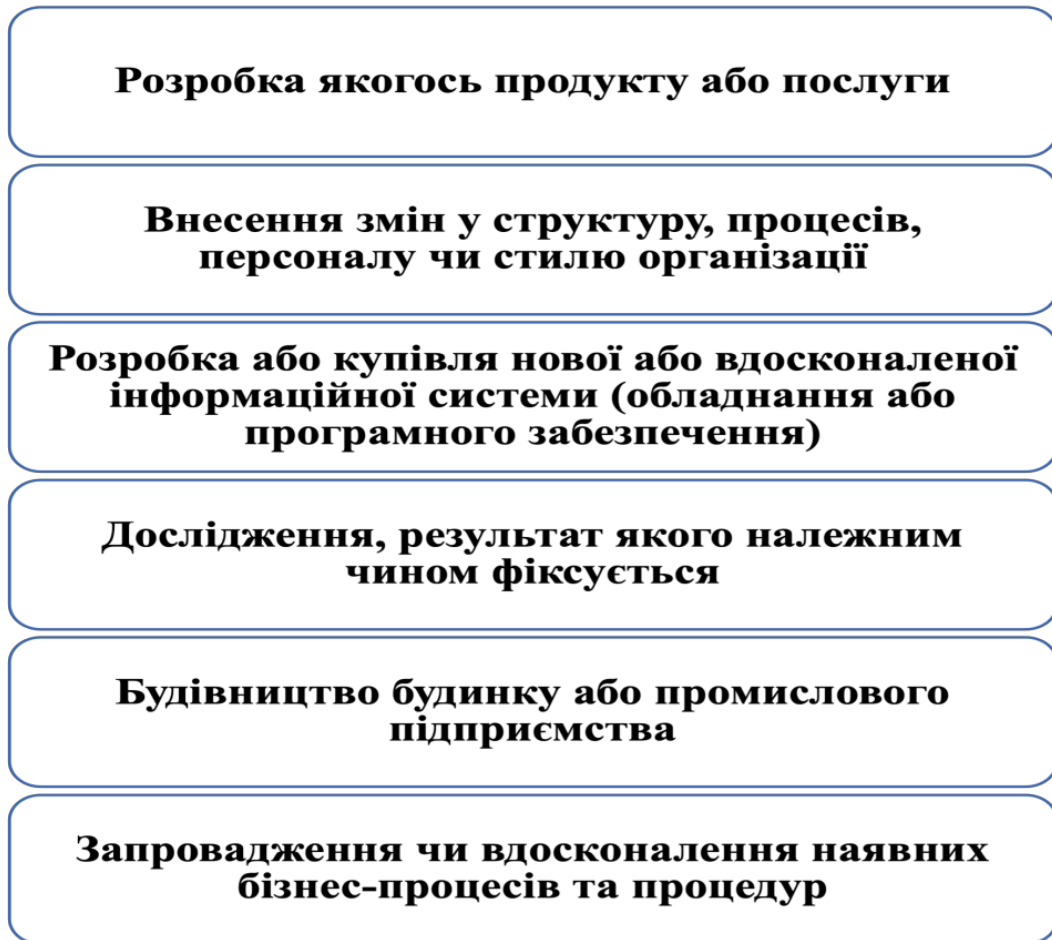 Розробка якогось продукту або послуги
Внесення змін у структуру, процесів,
персоналу чи стилю організації
Розробка або купівля нової або вдосконаленої
інформаційної системи (обладнання або
програмного забезпечення)
Дослідження, результат якого належним
чином фіксується
Будівництво будинку або промислового
підприємства
Запровадження чи вдосконалення наявних
бізнес-процесів та процедур